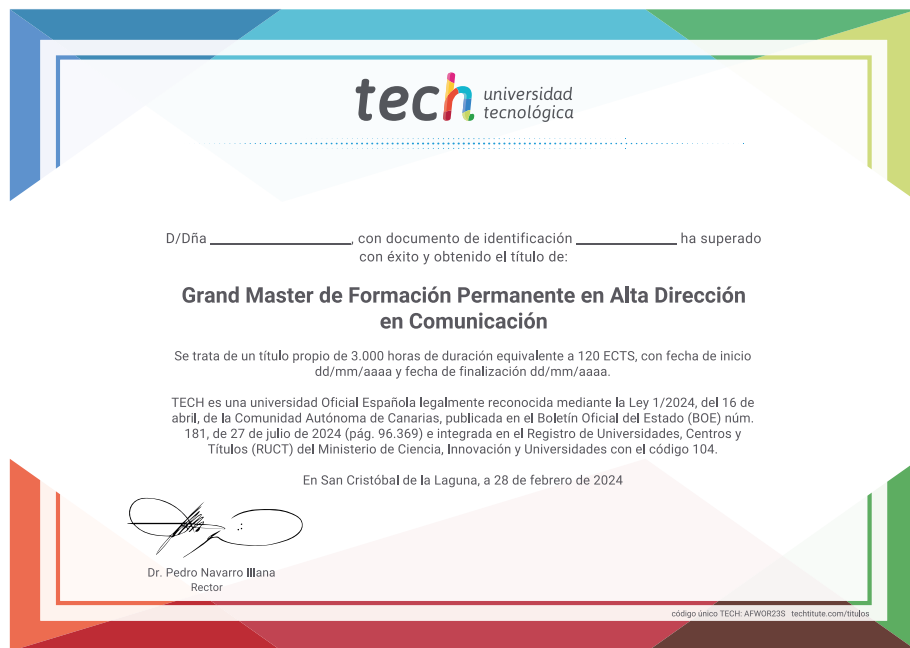 tech universidad
tecnológica
D/Dña ________________, con documento de identificación ____________ ha superado
con éxito y obtenido el título de:
Grand Master de Formación Permanente en Alta Dirección
en Comunicación
Se trata de un título propio de 3.000 horas de duración equivalente a 120 ECTS, con fecha de inicio
dd/mm/aaaa y fecha de finalización dd/mm/aaaa.
TECH es una universidad Oficial Española legalmente reconocida mediante la Ley 1/2024, del 16 de
abril, de la Comunidad Autónoma de Canarias, publicada en el Boletín Oficial del Estado (BOE) núm.
181, de 27 de julio de 2024 (pág. 96.369) e integrada en el Registro de Universidades, Centros y
Títulos (RUCT) del Ministerio de Ciencia, Innovación y Universidades con el código 104.
En San Cristóbal de la Laguna, a 28 de febrero de 2024
Dr. Pedro Navarro Illana
Rector
código único TECH: AFWOR23S techtitute.com/titulos